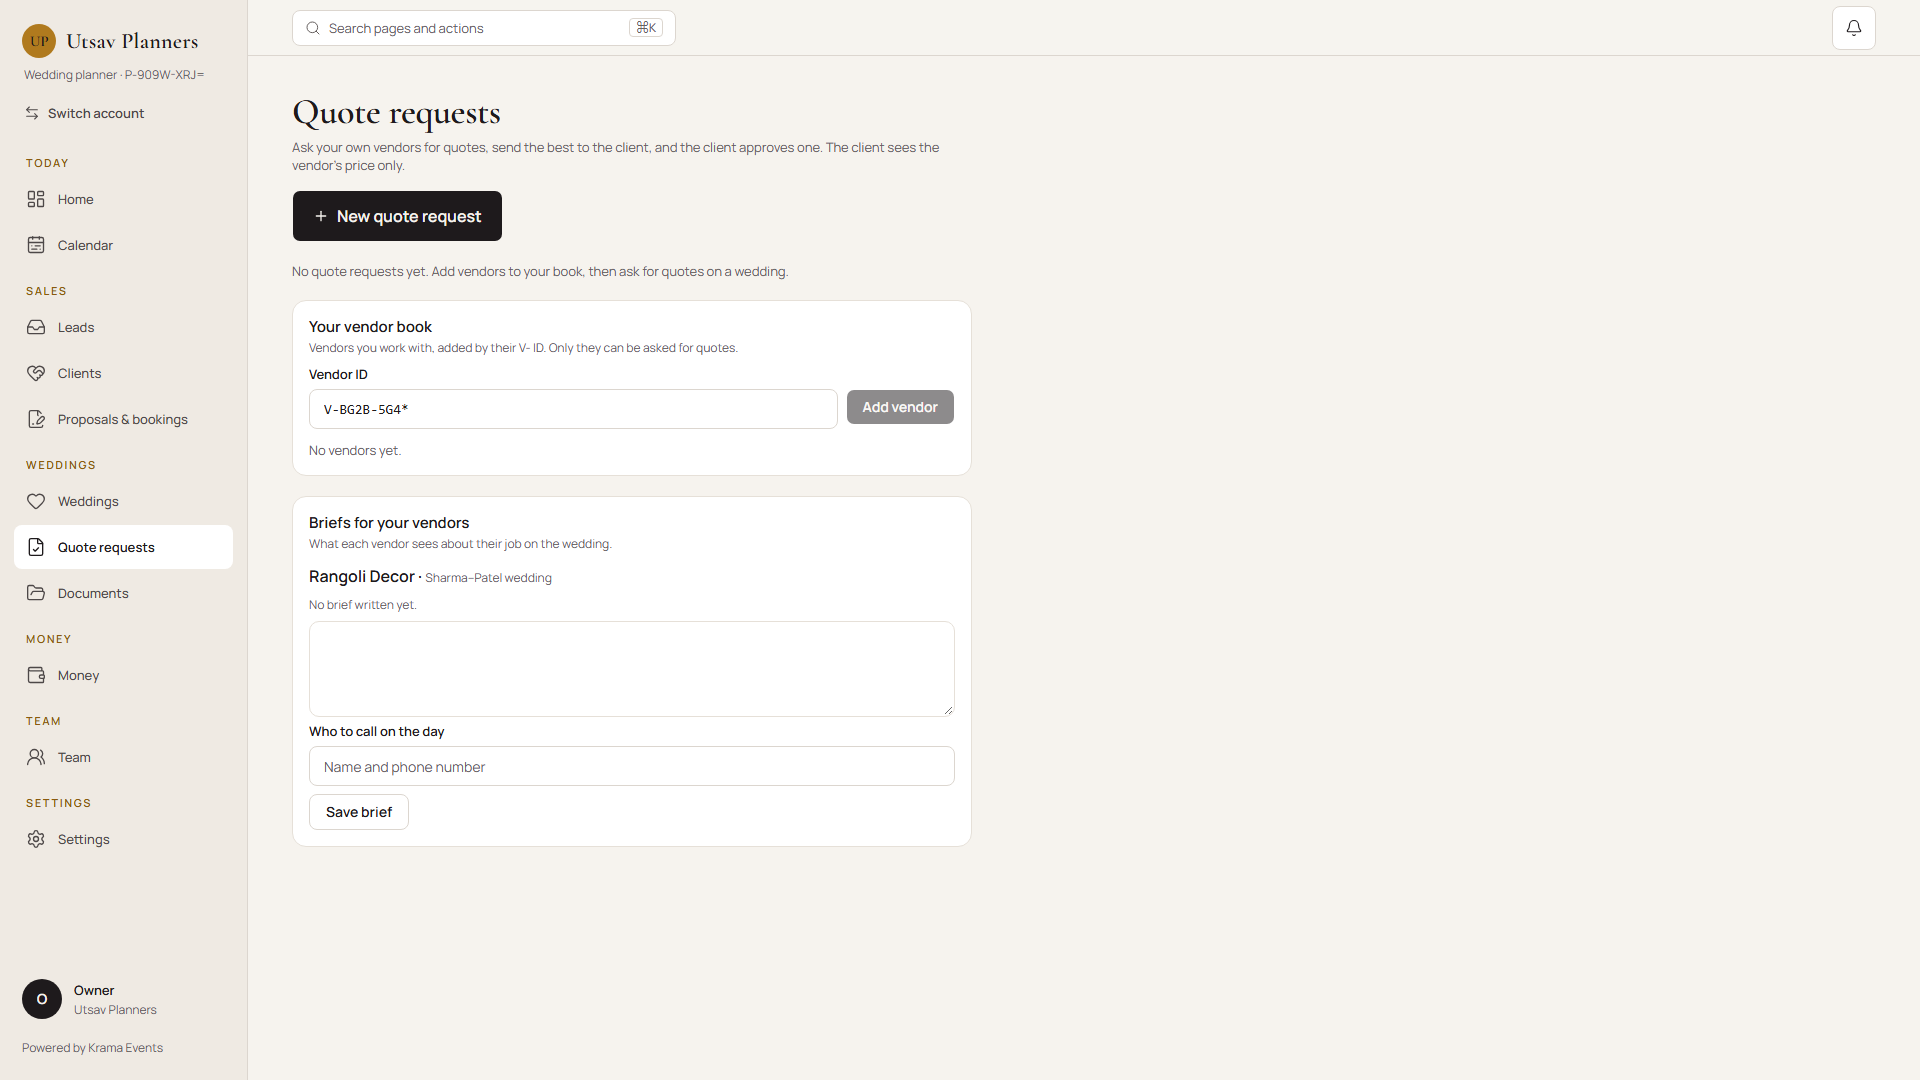 UP Utsav Planners
Wedding planner · P-909W-XRJ=
Switch account
TODAY
Home
Calendar
SALES
Leads
Clients
Proposals & bookings
WEDDINGS
Weddings
Quote requests
Documents
MONEY
Money
TEAM
Team
SETTINGS
Settings
O
Owner
Utsav Planners
Powered by Krama Events
Search pages and actions ⌘K
Quote requests
Ask your own vendors for quotes, send the best to the client, and the client approves one. The client sees the
vendor's price only.
+ New quote request
No quote requests yet. Add vendors to your book, then ask for quotes on a wedding.
Your vendor book
Vendors you work with, added by their V- ID. Only they can be asked for quotes.
Vendor ID
V-BG2B-5G4*
Add vendor
No vendors yet.
Briefs for your vendors
What each vendor sees about their job on the wedding.
Rangoli Decor · Sharma–Patel wedding
No brief written yet.
Who to call on the day
Name and phone number
Save brief